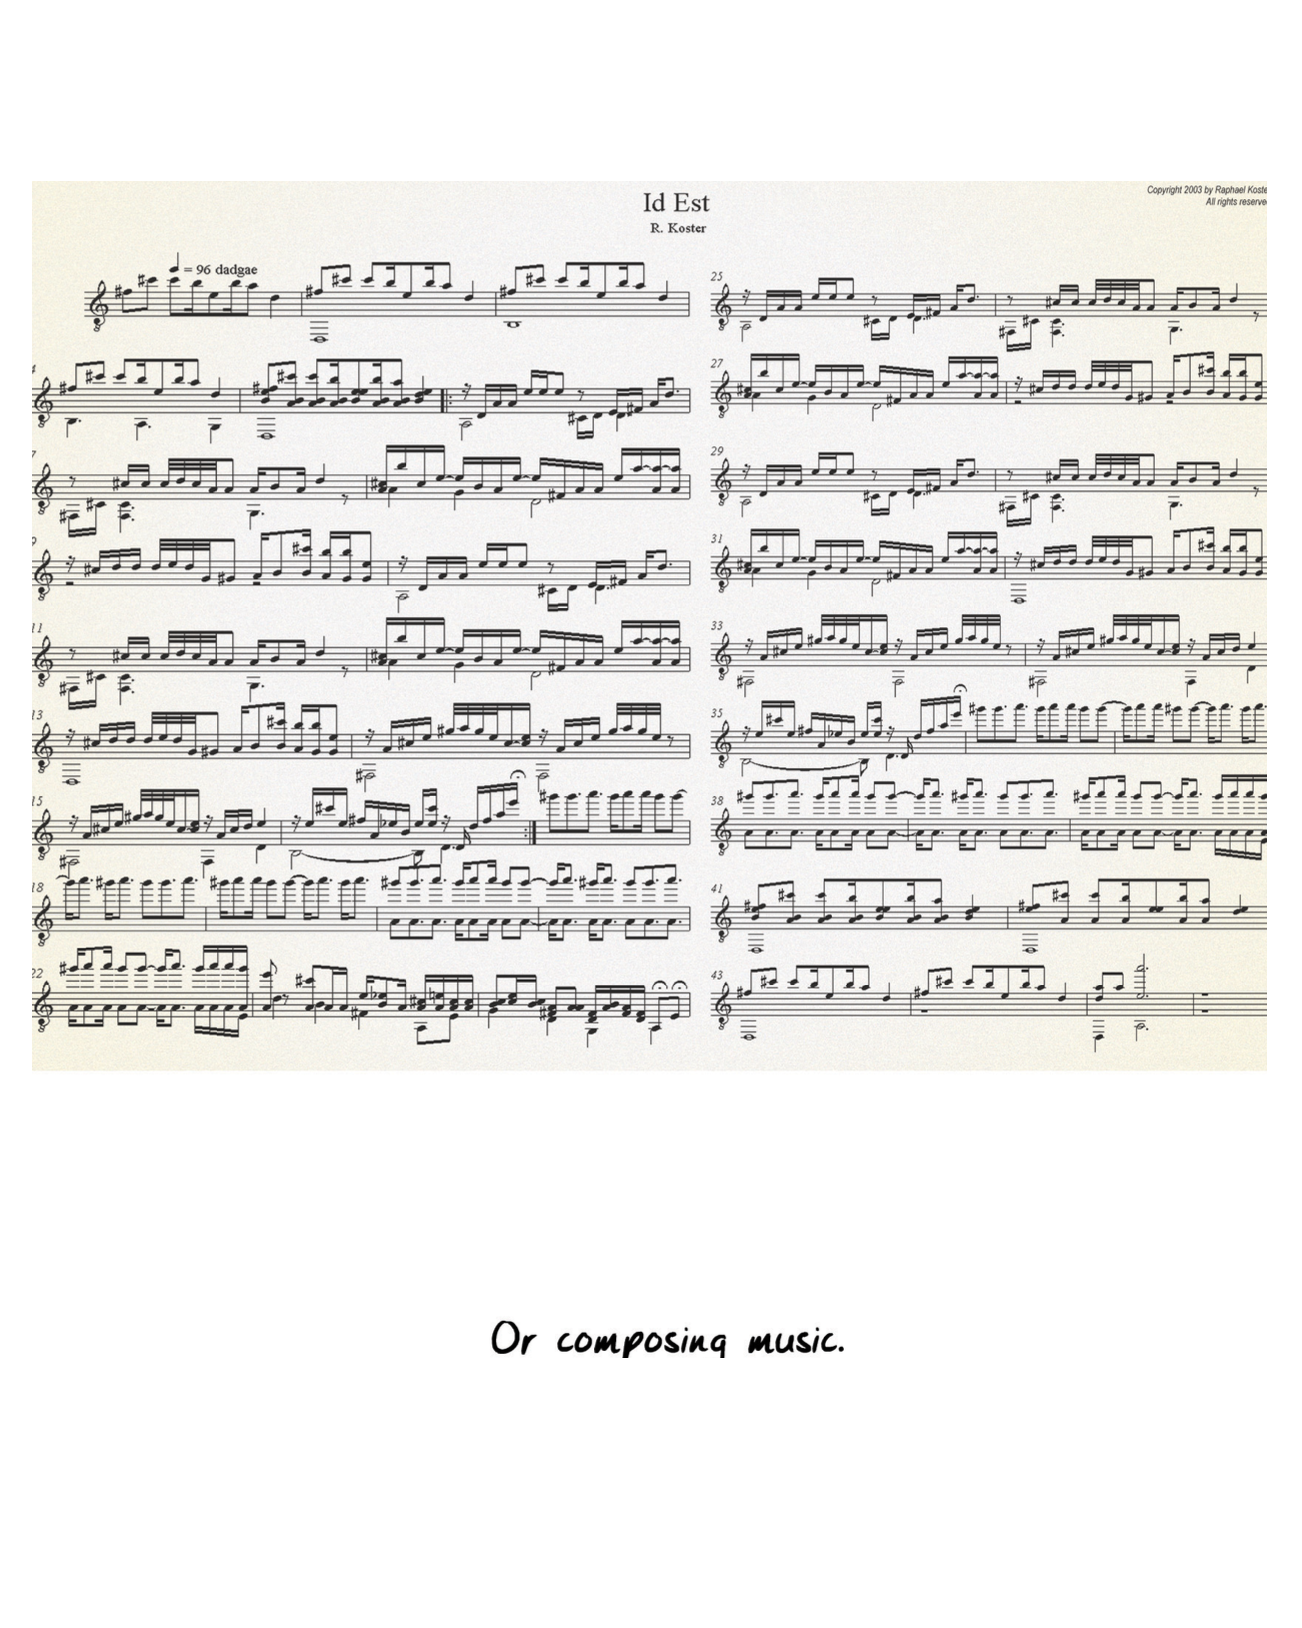 Id Est
R. Koster
Copyright 2003 by Raphael Koste
All rights reserve
= 96 dadgae
25
4
27
7
29
9
31
11
33
13
35
15
38
18
41
22
43
Or composing music.